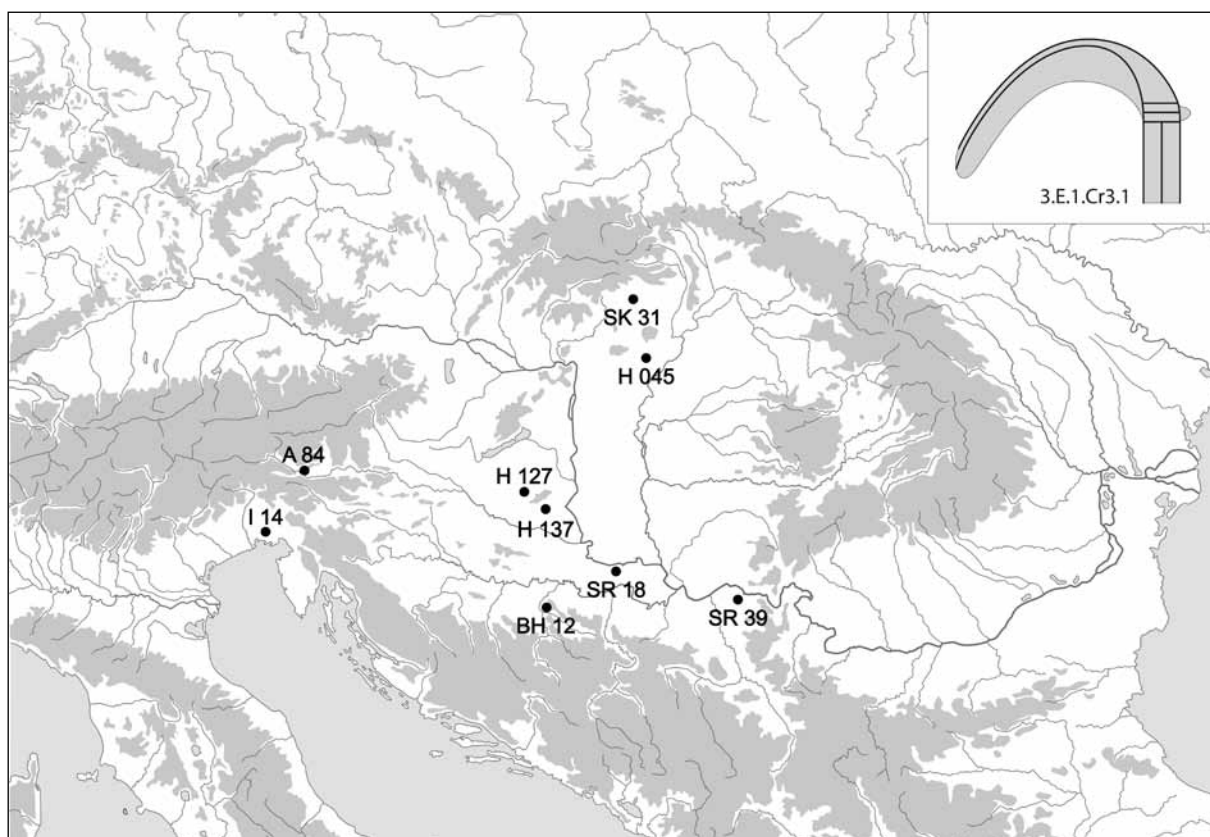 3.E.1.Cr3.1
SK 31
H 045
A 84
H 127
H 137
I 14
SR 18
SR 39
BH 12